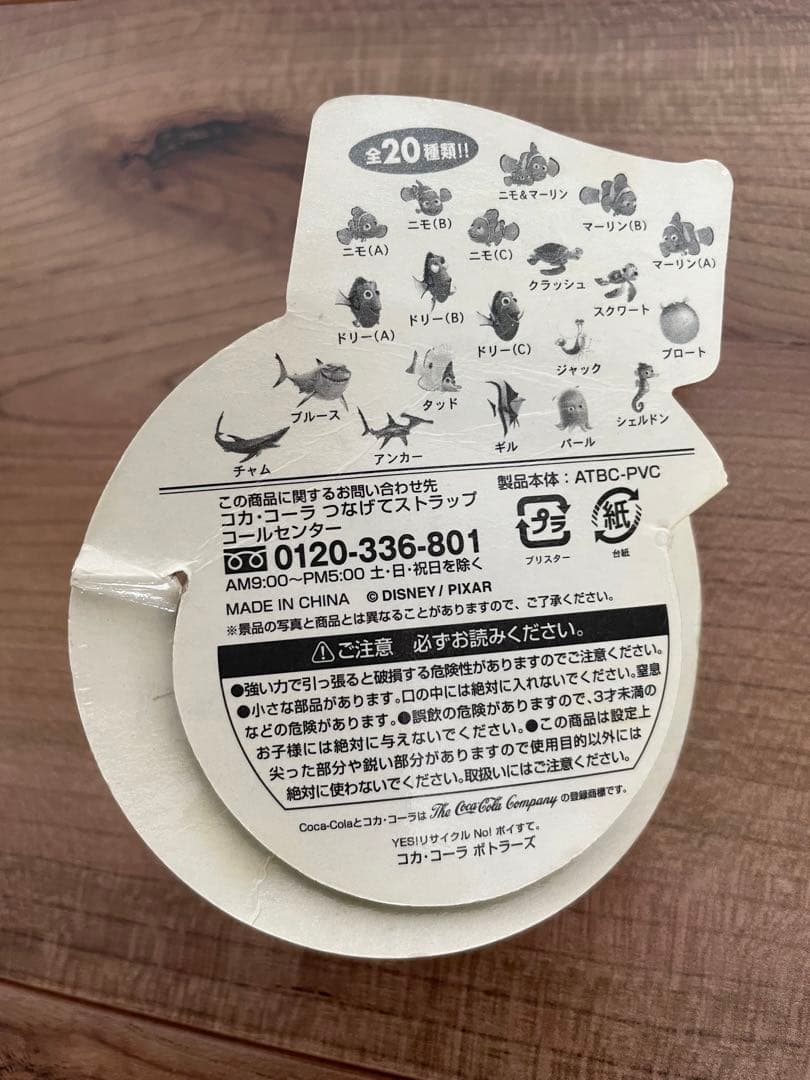 全20種類!!
ニモ&マーリン
ニモ(B)
マーリン(B)
ニモ(A)
ニモ(C)
マーリン(A)
クラッシュ
スクワート
ドリー(A)
ドリー(B)
ドリー(C)
ジャック
ブロート
ブルース
タッド
シェルドン
チャム
アンカー
ギル
パール
この商品に関するお問い合わせ先
コカ・コーラ つなげてストラップ
コールセンター
0120-336-801
AM9:00〜PM5:00 土・日・祝日を除く
MADE IN CHINA © DISNEY / PIXAR
製品本体:ATBC-PVC
プラ
ブリスター
紙
台紙
※景品の写真と商品とは異なることがありますので、ご了承ください。
ご注意 必ずお読みください。
●強い力で引っ張ると破損する危険性がありますのでご注意ください。
●小さな部品があります。口の中には絶対に入れないでください。窒息
などの危険があります。●誤飲の危険がありますので、3才未満の
お子様には絶対に与えないでください。●この商品は設定上
尖った部分や鋭い部分がありますので使用目的以外には
絶対に使わないでください。取扱いにはご注意ください。
Coca-Colaとコカ・コーラは The Coca-Cola Company の登録商標です。
YES!リサイクル No! ポイすて。
コカ・コーラ ボトラーズ